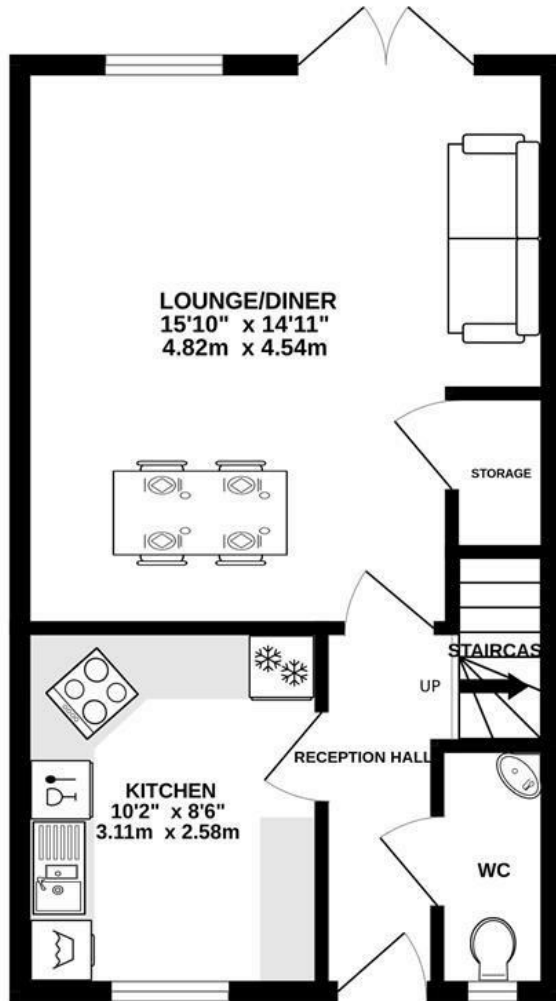 LOUNGE/DINER
15'10" x 14'11"
4.82m x 4.54m
STORAGE
STAIRCAS
UP
RECEPTION HALL
KITCHEN
10'2" x 8'6"
3.11m x 2.58m
WC